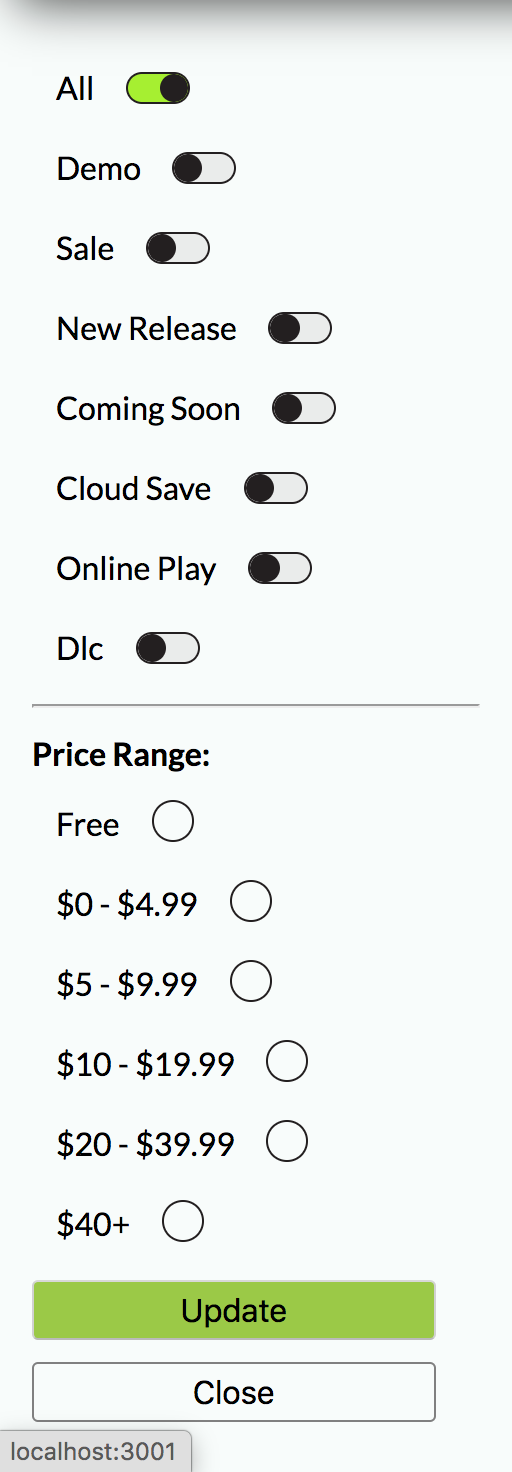 All
Demo
Sale
New Release
Coming Soon
Cloud Save
Online Play
Dlc
Price Range:
Free
$0 - $4.99
$5 - $9.99
$10 - $19.99
$20 - $39.99
$40+
Update
Close
localhost:3001